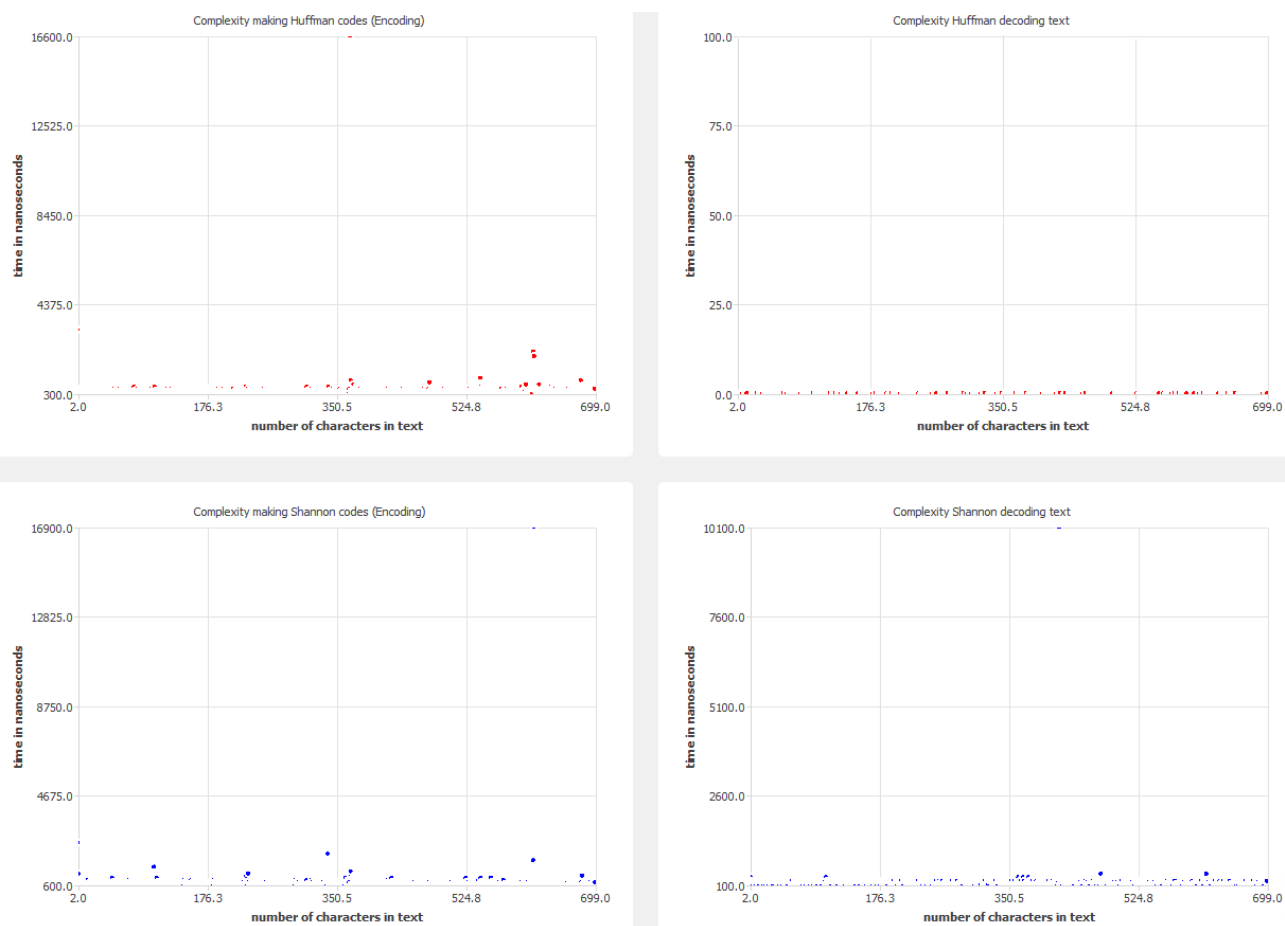 Complexity making Huffman codes (Encoding)
16600.0
12525.0
8450.0
4375.0
300.0
time in nanoseconds
2.0 176.3 350.5 524.8 699.0
number of characters in text
Complexity Huffman decoding text
100.0
75.0
50.0
25.0
0.0
time in nanoseconds
2.0 176.3 350.5 524.8 699.0
number of characters in text
Complexity making Shannon codes (Encoding)
16900.0
12825.0
8750.0
4675.0
600.0
time in nanoseconds
2.0 176.3 350.5 524.8 699.0
number of characters in text
Complexity Shannon decoding text
10100.0
7600.0
5100.0
2600.0
100.0
time in nanoseconds
2.0 176.3 350.5 524.8 699.0
number of characters in text